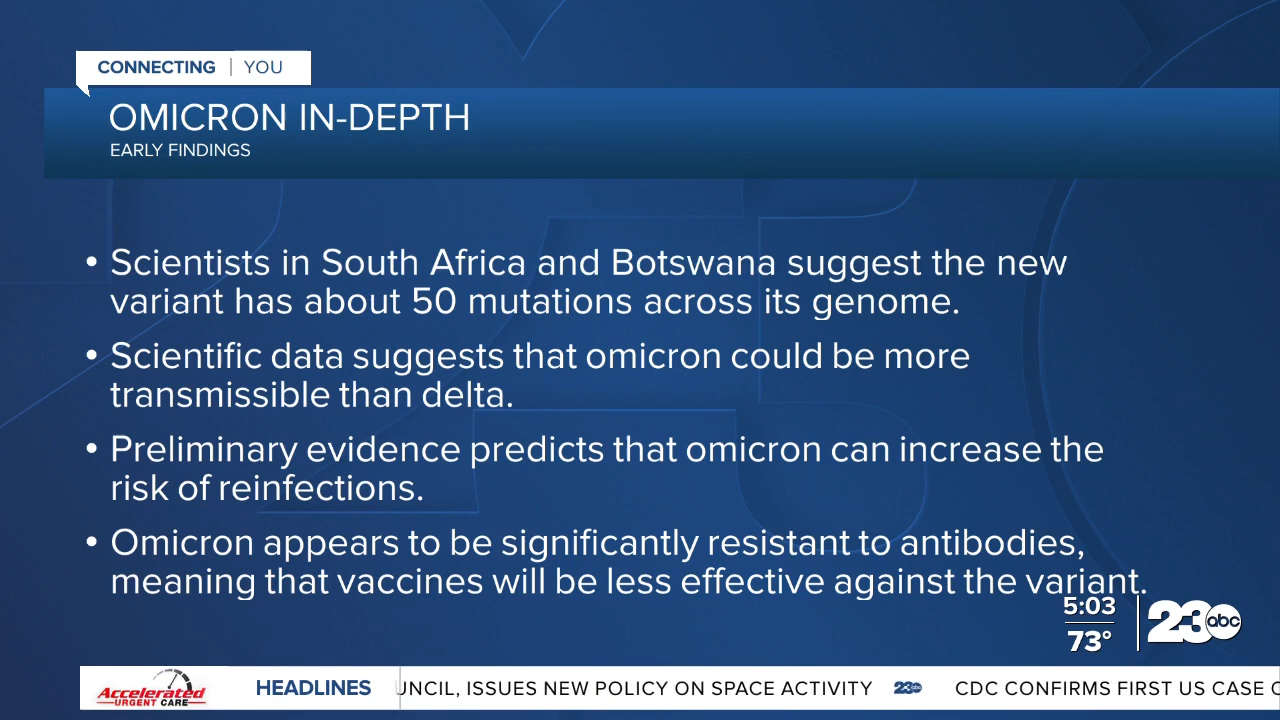 CONNECTING | YOU
OMICRON IN-DEPTH
EARLY FINDINGS
• Scientists in South Africa and Botswana suggest the new
variant has about 50 mutations across its genome.
• Scientific data suggests that omicron could be more
transmissible than delta.
• Preliminary evidence predicts that omicron can increase the
risk of reinfections.
• Omicron appears to be significantly resistant to antibodies,
meaning that vaccines will be less effective against the variant.
5:03
73°
23 abc
Accelerated
URGENT CARE
HEADLINES
UNCIL, ISSUES NEW POLICY ON SPACE ACTIVITY 23 abc CDC CONFIRMS FIRST US CASE